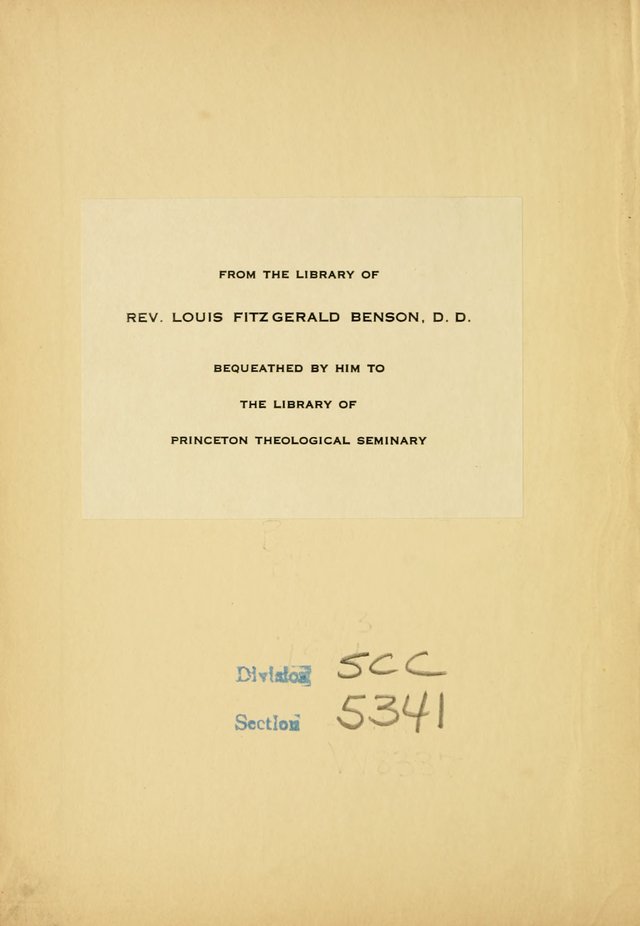 FROM THE LIBRARY OF
REV. LOUIS FITZGERALD BENSON, D. D.
BEQUEATHED BY HIM TO
THE LIBRARY OF
PRINCETON THEOLOGICAL SEMINARY
Division SCC
Section 5341